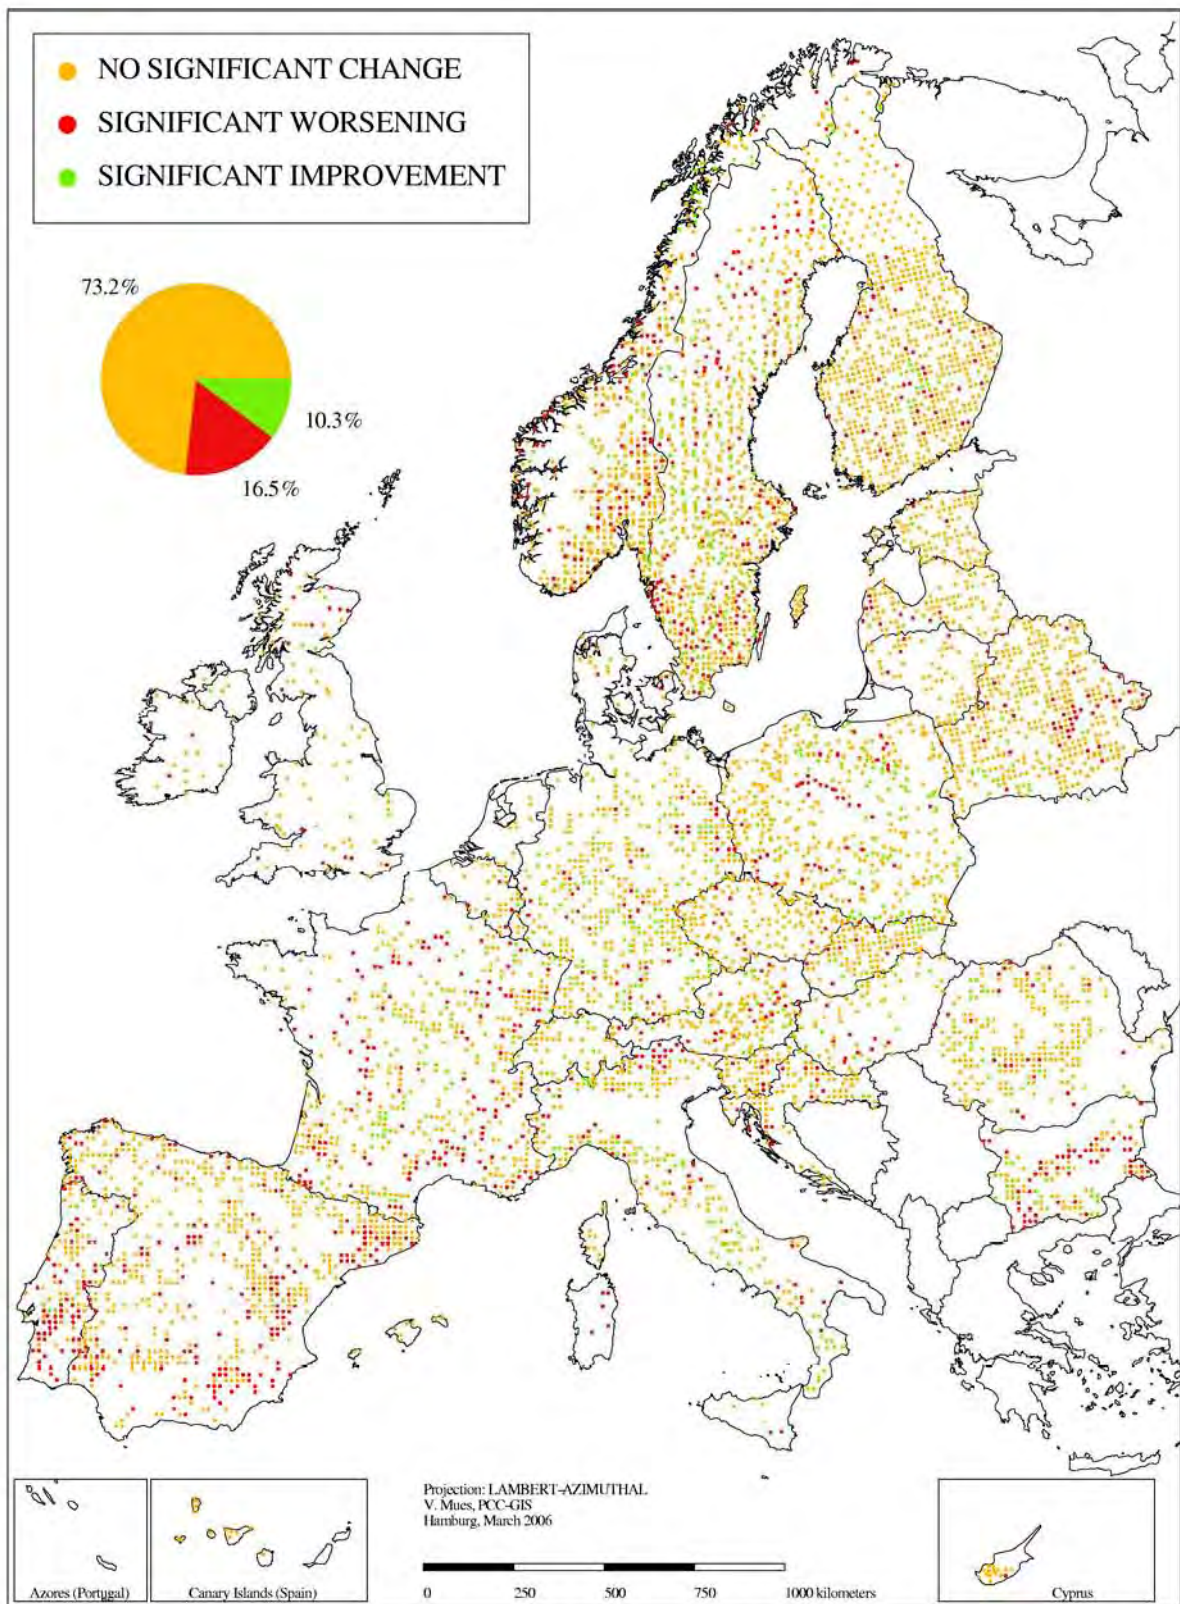 NO SIGNIFICANT CHANGE
SIGNIFICANT WORSENING
SIGNIFICANT IMPROVEMENT
73.2%
10.3%
16.5%
Projection: LAMBERT-AZIMUTHAL
V. Mues, PCC-GIS
Hamburg, March 2006
0 250 500 750 1000 kilometers
Azores (Portugal)
Canary Islands (Spain)
Cyprus